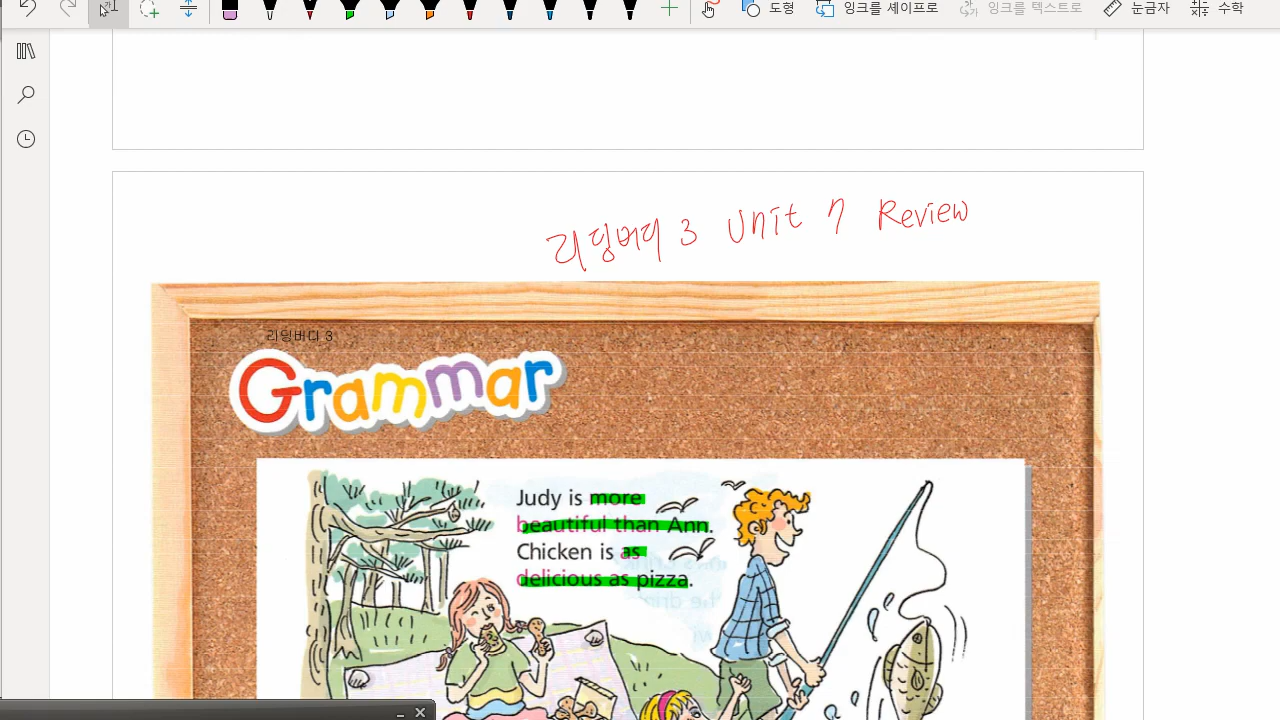 도형 잉크를 셰이프로 잉크를 텍스트로 눈금자 수학
리딩버디 3 Unit 7 Review
리딩버디 3
Grammar
Judy is more
beautiful than Ann.
Chicken is as
delicious as pizza.